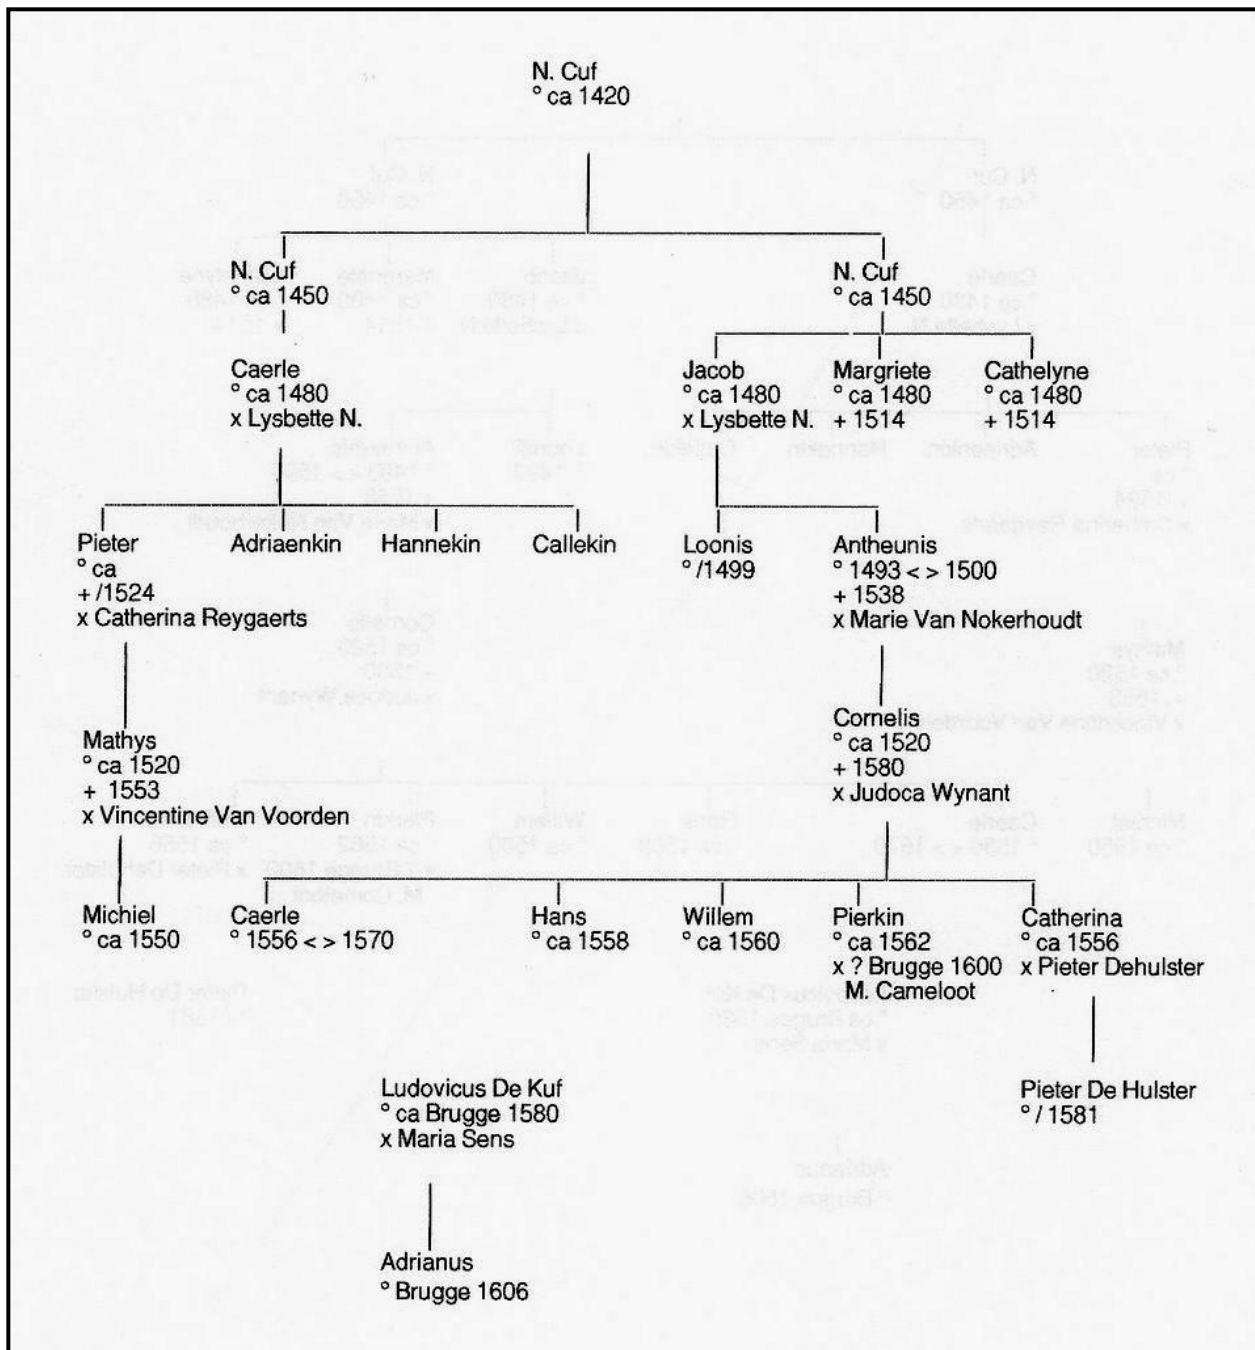 N. Cuf
° ca 1420
N. Cuf
° ca 1450
N. Cuf
° ca 1450
Caerle
° ca 1480
x Lysbette N.
Jacob
° ca 1480
x Lysbette N.
Margriete
° ca 1480
+ 1514
Cathelyne
° ca 1480
+ 1514
Pieter
° ca
+ /1524
x Catherina Reygaerts
Adriaenkin
Hannekin
Callekin
Loonis
° /1499
Antheunis
° 1493 < > 1500
+ 1538
x Marie Van Nokerhoudt
Mathys
° ca 1520
+ 1553
x Vincentine Van Voorden
Cornelis
° ca 1520
+ 1580
x Judoca Wynant
Michiel
° ca 1550
Caerle
° 1556 < > 1570
Hans
° ca 1558
Willem
° ca 1560
Pierkin
° ca 1562
x ? Brugge 1600
M. Cameloot
Catherina
° ca 1556
x Pieter Dehulster
Ludovicus De Kuf
° ca Brugge 1580
x Maria Sens
Pieter De Hulster
° / 1581
Adrianus
° Brugge 1606